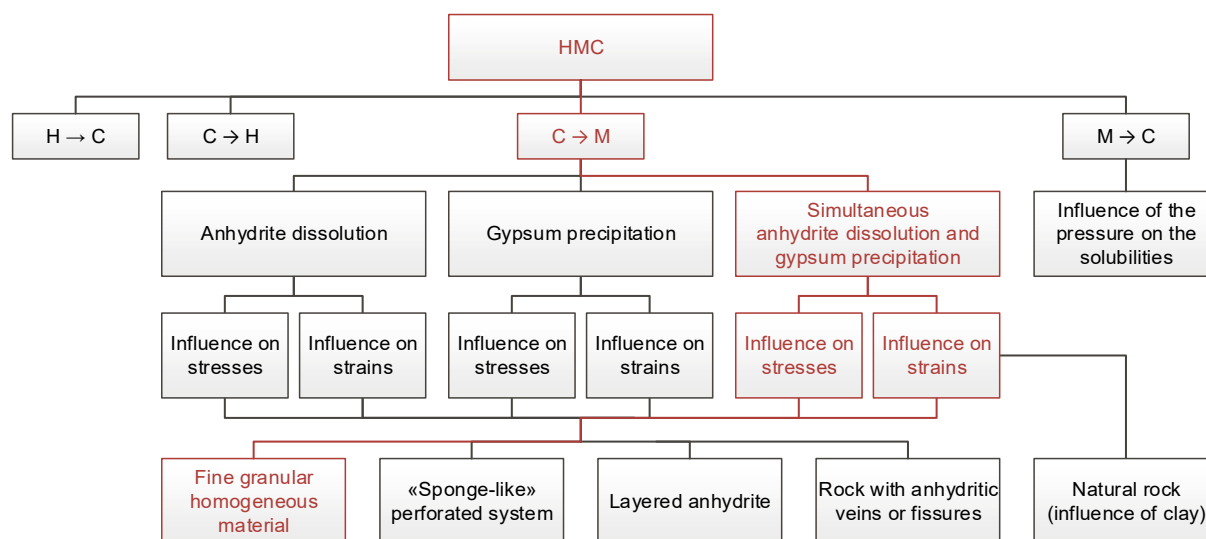 HMC
H → C
C → H
C → M
M → C
Anhydrite dissolution
Gypsum precipitation
Simultaneous
anhydrite dissolution and
gypsum precipitation
Influence of the
pressure on the
solubilities
Influence on
stresses
Influence on
strains
Influence on
stresses
Influence on
strains
Influence on
stresses
Influence on
strains
Fine granular
homogeneous
material
«Sponge-like»
perforated system
Layered anhydrite
Rock with anhydritic
veins or fissures
Natural rock
(influence of clay)